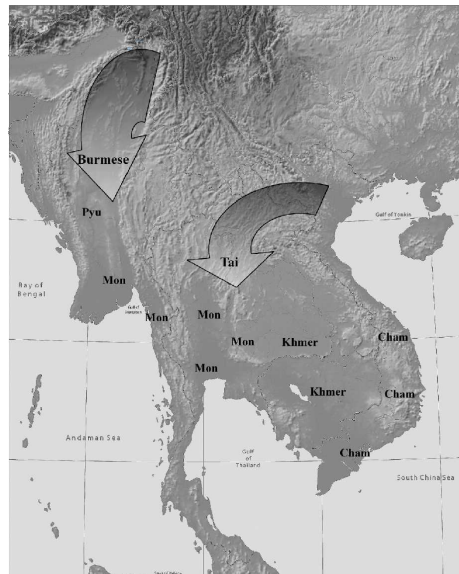 Burmese
Pyu
Gulf of Tonkin
Tai
Bay of
Bengal
Mon
Mon
Mon
Mon
Khmer
Cham
Mon
Khmer
Cham
Andaman Sea
Gulf
of
Thailand
Cham
South China Sea